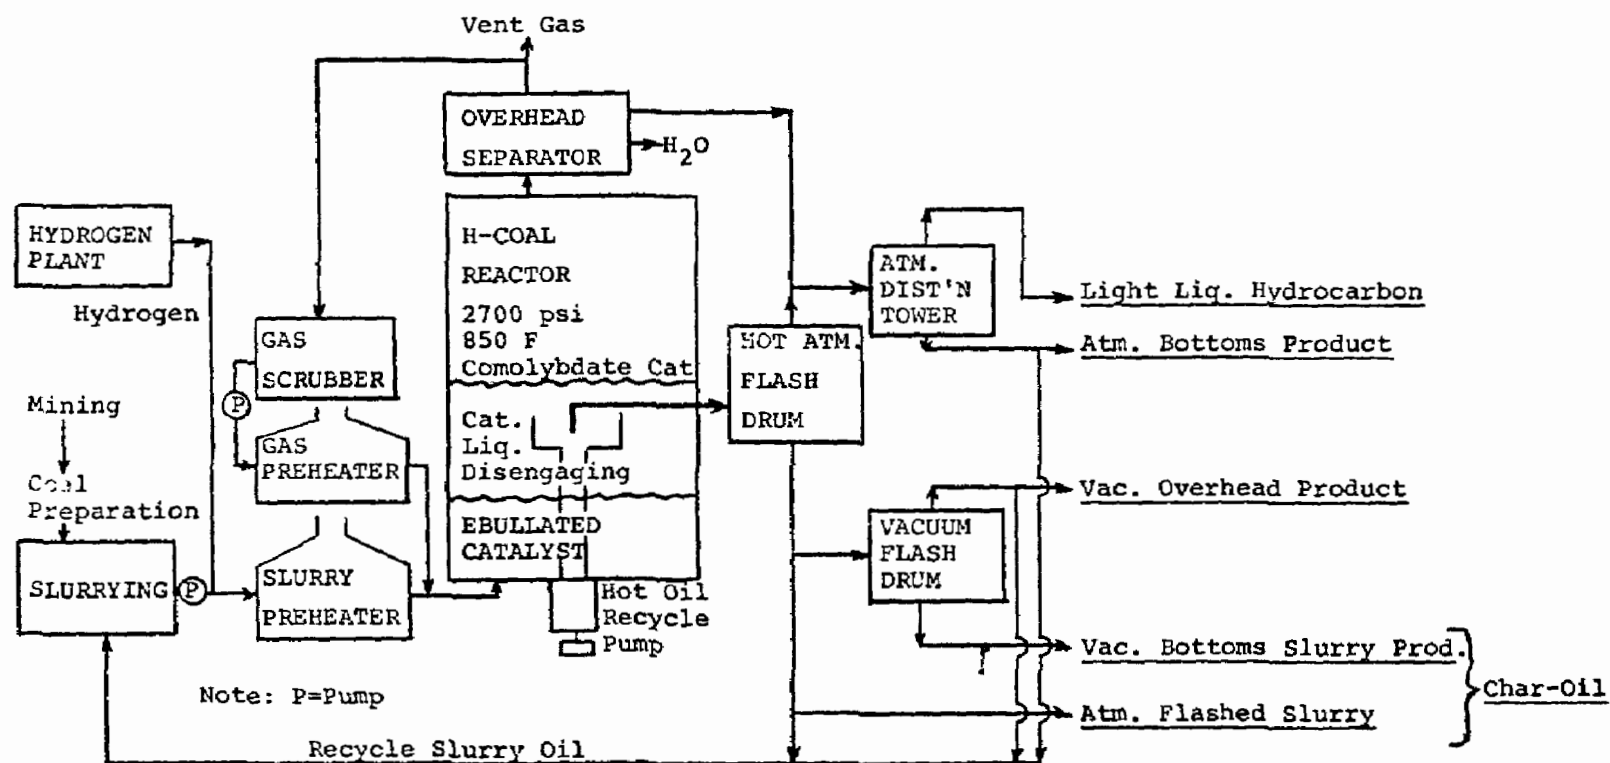 Vent Gas
OVERHEAD
SEPARATOR
H₂O
HYDROGEN
PLANT
Hydrogen
H-COAL
REACTOR
2700 psi
850 F
Comolybdate Cat
GAS
SCRUBBER
P
GAS
PREHEATER
Mining
Coal
Preparation
SLURRYING
P
SLURRY
PREHEATER
Cat.
Liq.
Disengaging
EBULLATED
CATALYST
Hot Oil
Recycle
Pump
HOT ATM.
FLASH
DRUM
ATM.
DIST'N
TOWER
Light Liq. Hydrocarbon
Atm. Bottoms Product
Vac. Overhead Product
VACUUM
FLASH
DRUM
Vac. Bottoms Slurry Prod.
Atm. Flashed Slurry
Char-Oil
Note: P=Pump
Recycle Slurry Oil